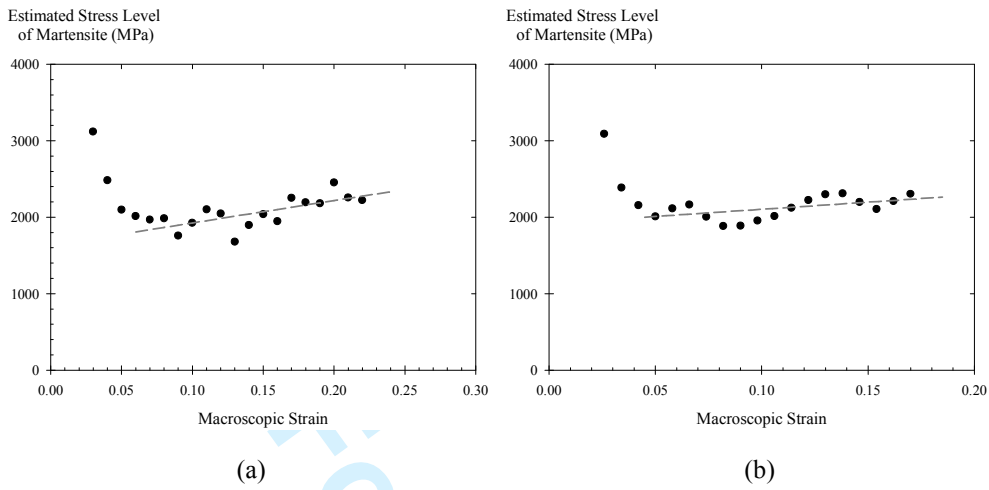 Estimated Stress Level
of Martensite (MPa)
4000
3000
2000
1000
0
0.00 0.05 0.10 0.15 0.20 0.25 0.30
Macroscopic Strain
(a)
Estimated Stress Level
of Martensite (MPa)
4000
3000
2000
1000
0
0.00 0.05 0.10 0.15 0.20
Macroscopic Strain
(b)